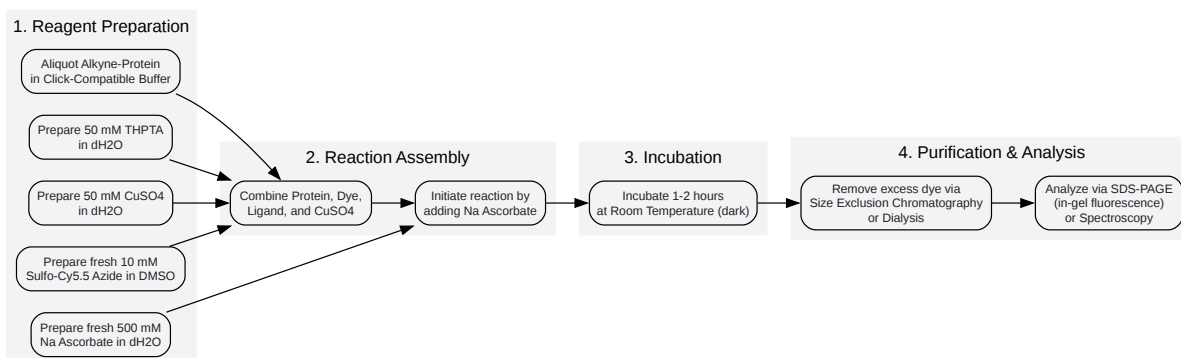 1. Reagent Preparation
Aliquot Alkyne-Protein
in Click-Compatible Buffer
Prepare 50 mM THPTA
in dH2O
Prepare 50 mM CuSO4
in dH2O
Prepare fresh 10 mM
Sulfo-Cy5.5 Azide in DMSO
Prepare fresh 500 mM
Na Ascorbate in dH2O
2. Reaction Assembly
Combine Protein, Dye,
Ligand, and CuSO4
Initiate reaction by
adding Na Ascorbate
3. Incubation
Incubate 1-2 hours
at Room Temperature (dark)
4. Purification & Analysis
Remove excess dye via
Size Exclusion Chromatography
or Dialysis
Analyze via SDS-PAGE
(in-gel fluorescence)
or Spectroscopy